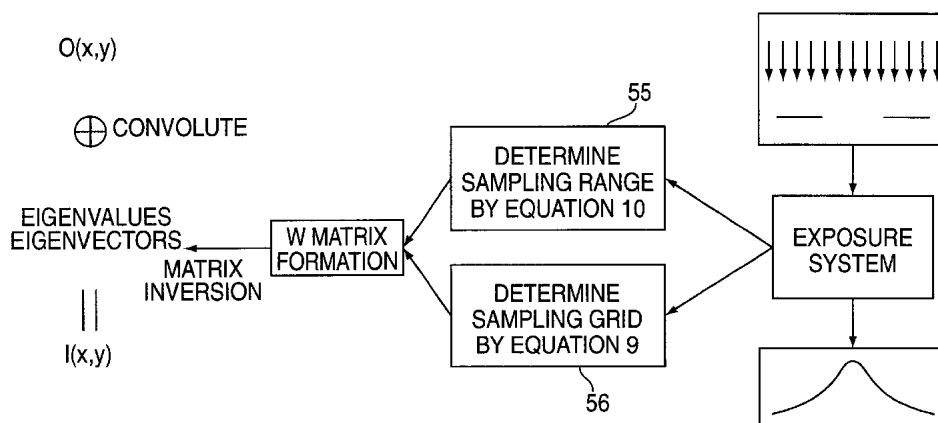 O(x,y)
CONVOLUTE
EIGENVALUES
EIGENVECTORS
MATRIX
INVERSION
I(x,y)
W MATRIX
FORMATION
55
DETERMINE
SAMPLING RANGE
BY EQUATION 10
DETERMINE
SAMPLING GRID
BY EQUATION 9
56
EXPOSURE
SYSTEM